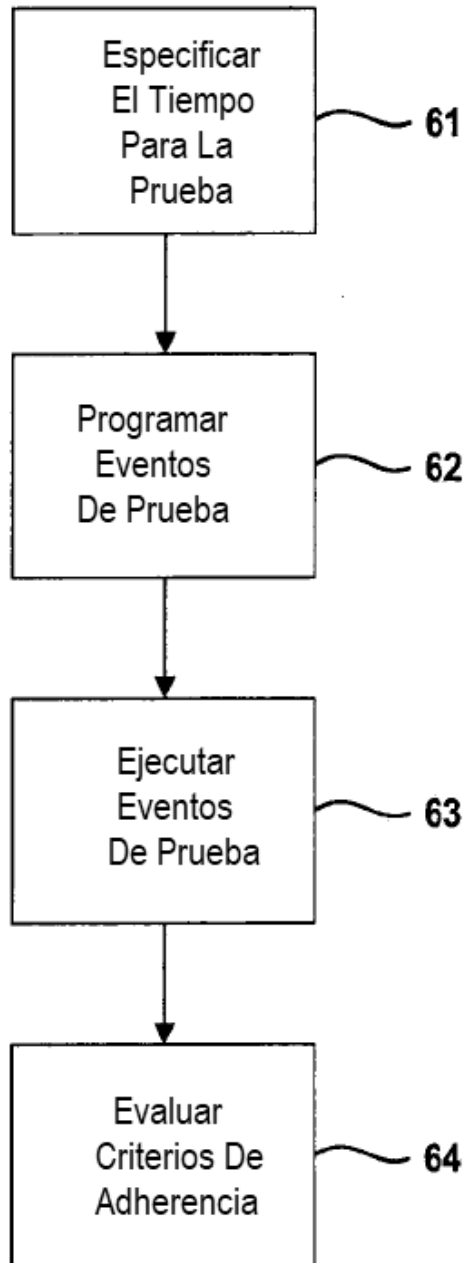 Especificar
El Tiempo
Para La
Prueba
61
Programar
Eventos
De Prueba
62
Ejecutar
Eventos
De Prueba
63
Evaluar
Criterios De
Adherencia
64